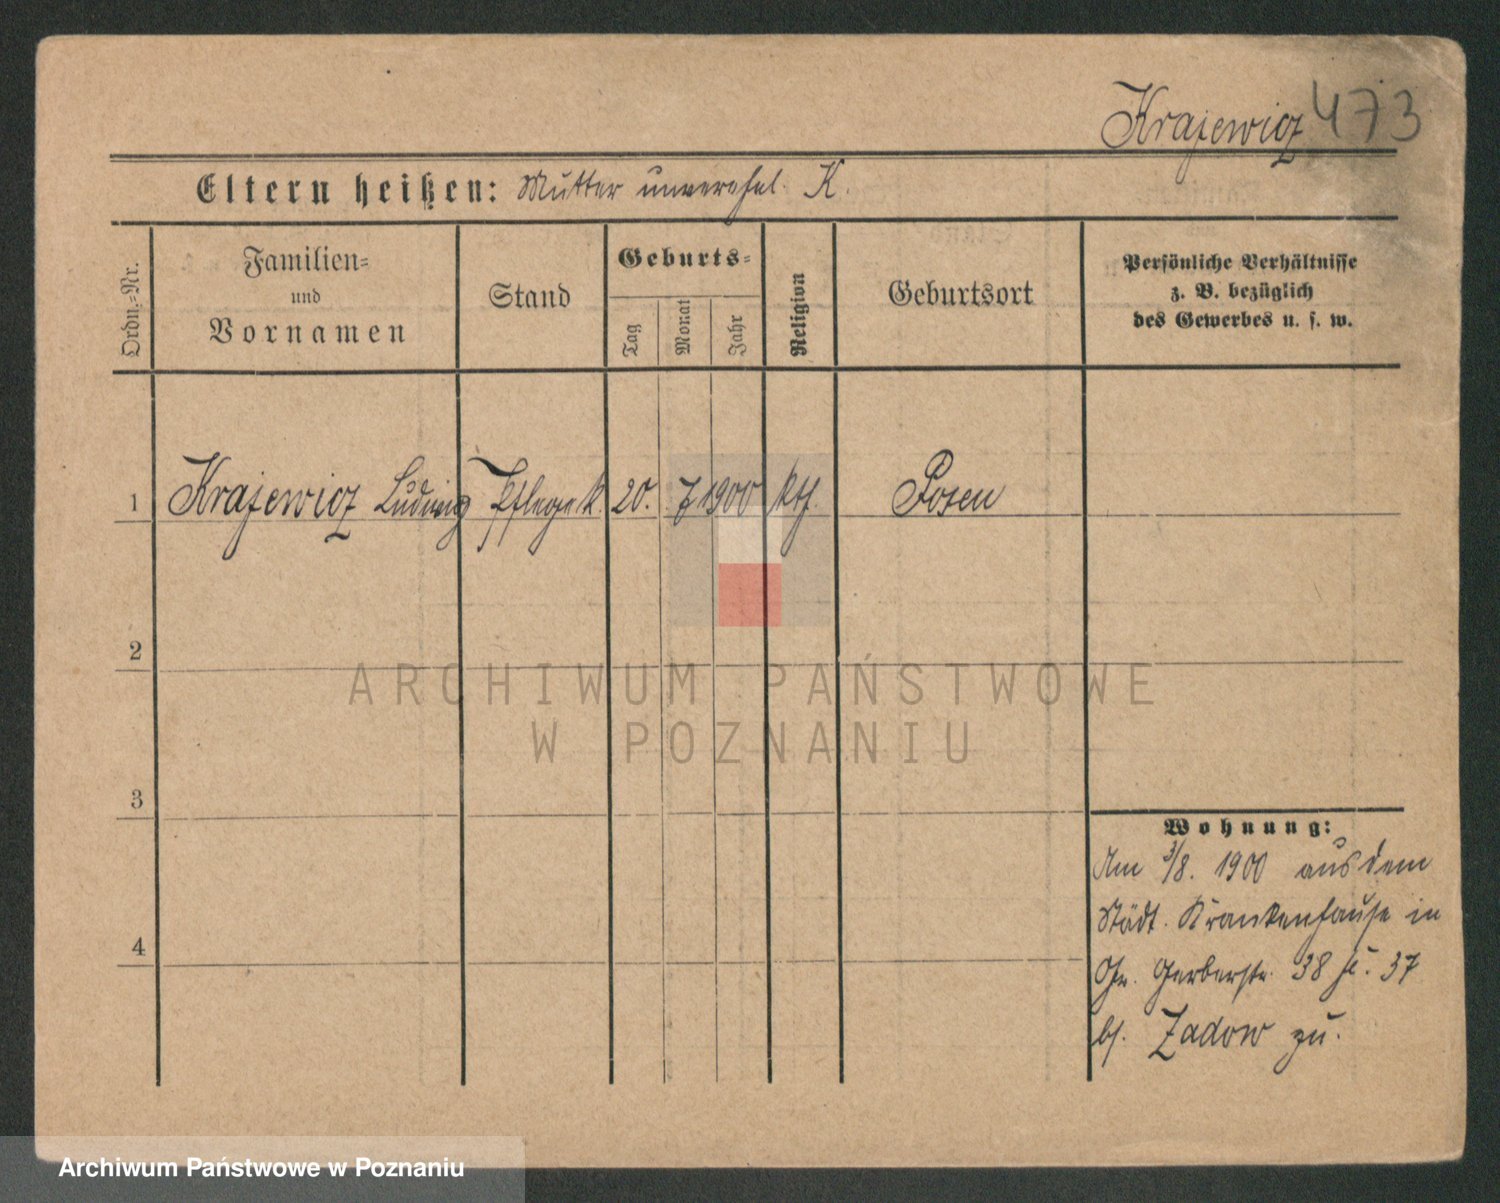 Krajewicz 473
Eltern heißen: Mutter unverehel. K.
Ordn.-Nr.
Familien-
und
Vornamen
Stand
Geburts-
Tag
Monat
Jahr
Religion
Geburtsort
Persönliche Verhältnisse
z. B. bezüglich
des Gewerbes u. s. w.
1 Krajewicz Ludwig Pflegek. 20. 7 1900 kth. Posen
2
3
4
Wohnung:
Am 3/8. 1900 aus dem
Städt. Krankenhause in
Gr. Gerberstr. 38 37
bei Zadow zu.
ARCHIWUM PAŃSTWOWE
W POZNANIU
Archiwum Państwowe w Poznaniu